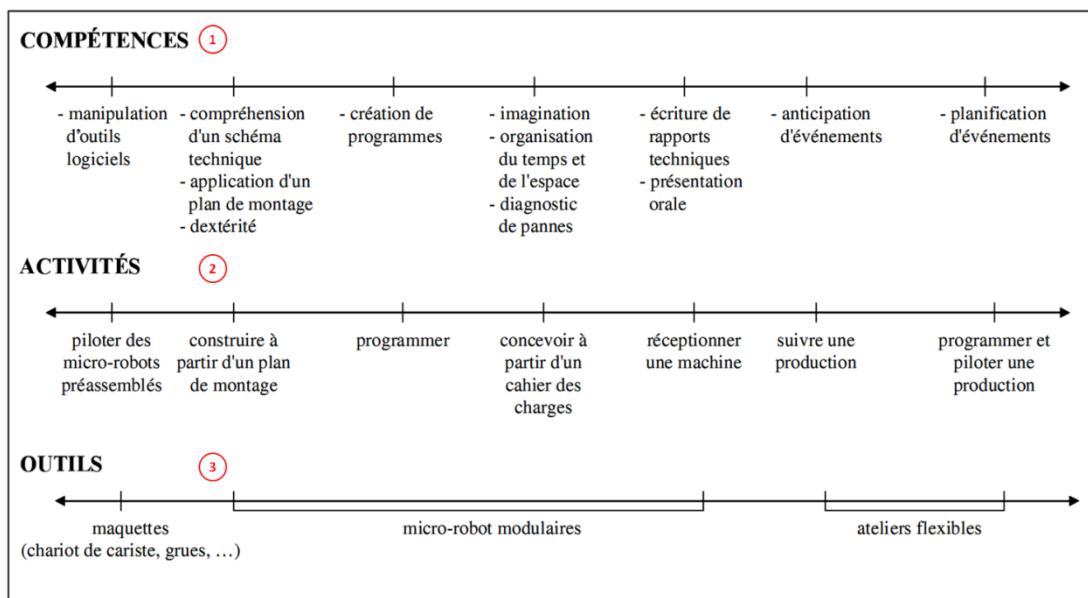 COMPÉTENCES 1
- manipulation
d'outils
logiciels
- compréhension
d'un schéma
technique
- application d'un
plan de montage
- dextérité
- création de
programmes
- imagination
- organisation
du temps et
de l'espace
- diagnostic
de pannes
- écriture de
rapports
techniques
- présentation
orale
- anticipation
d'événements
- planification
d'événements
ACTIVITÉS 2
piloter des
micro-robots
préassemblés
construire à
partir d'un plan
de montage
programmer
concevoir à
partir d'un
cahier des
charges
réceptionner
une machine
suivre une
production
programmer et
piloter une
production
OUTILS 3
maquettes
(chariot de cariste, grues, …)
micro-robot modulaires
ateliers flexibles